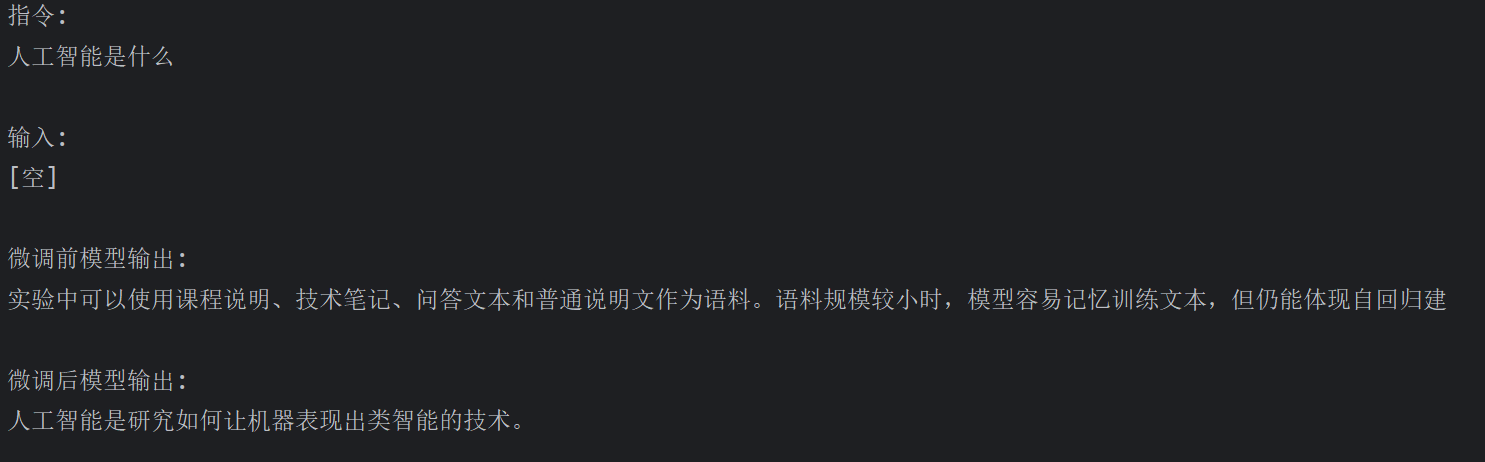 指令:
人工智能是什么
输入:
[空]
微调前模型输出:
实验中可以使用课程说明、技术笔记、问答文本和普通说明文作为语料。语料规模较小时，模型容易记忆训练文本，但仍能体现自回归建
微调后模型输出:
人工智能是研究如何让机器表现出类智能的技术。